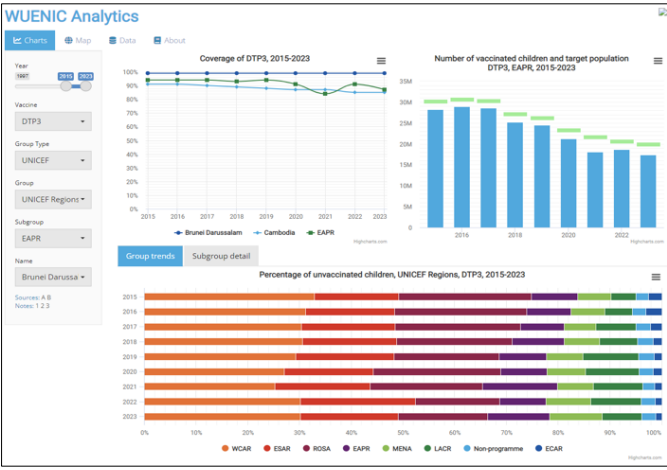 WUENIC Analytics
Charts
Map
Data
About
Year
1997
2015
2023
Vaccine
DTP3
Group Type
UNICEF
Group
UNICEF Regions
Subgroup
EAPR
Name
Brunei Darussa
Sources: A B
Notes: 1 2 3
Coverage of DTP3, 2015-2023
100%
90%
80%
70%
60%
50%
40%
30%
20%
10%
0%
2015 2016 2017 2018 2019 2020 2021 2022 2023
Brunei Darussalam Cambodia EAPR
Highcharts.com
Number of vaccinated children and target population
DTP3, EAPR, 2015-2023
35M
30M
25M
20M
15M
10M
5M
0
2016 2018 2020 2022
Highcharts.com
Group trends
Subgroup detail
Percentage of unvaccinated children, UNICEF Regions, DTP3, 2015-2023
2015
2016
2017
2018
2019
2020
2021
2022
2023
0% 10% 20% 30% 40% 50% 60% 70% 80% 90% 100%
WCAR ESAR ROSA EAPR MENA LACR Non-programme ECAR
Highcharts.com